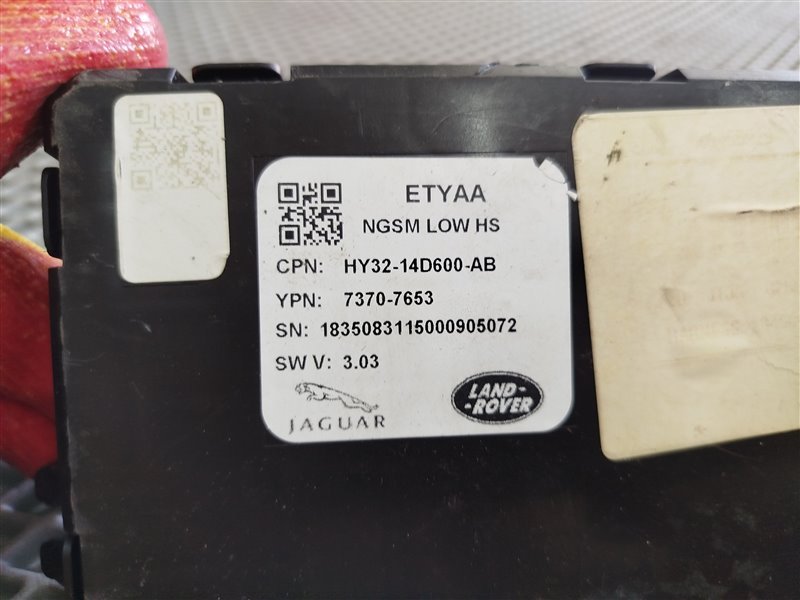 ETYAA
NGSM LOW HS
CPN: HY32-14D600-AB
YPN: 7370-7653
SN: 1835083115000905072
SW V: 3.03
JAGUAR
LAND-
-ROVER